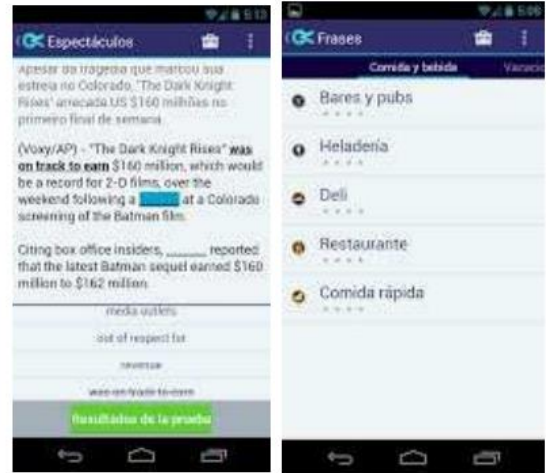 5:13
Espectáculos
Apesar da tragédia que marcou sua
estreia no Colorado, 'The Dark Knight
Rises' arrecada US $160 milhões no
primeiro final de semana.
(Voxy/AP) - "The Dark Knight Rises" was
on track to earn $160 million, which would
be a record for 2-D films, over the
weekend following a at a Colorado
screening of the Batman film.
Citing box office insiders, ______ reported
that the latest Batman sequel earned $160
million to $162 million
media outlets
out of respect for
revenue
was on track to earn
Resultados de la prueba
5:06
Frases
Comida y bebida
Vacacio
Bares y pubs
Heladería
Deli
Restaurante
Comida rápida